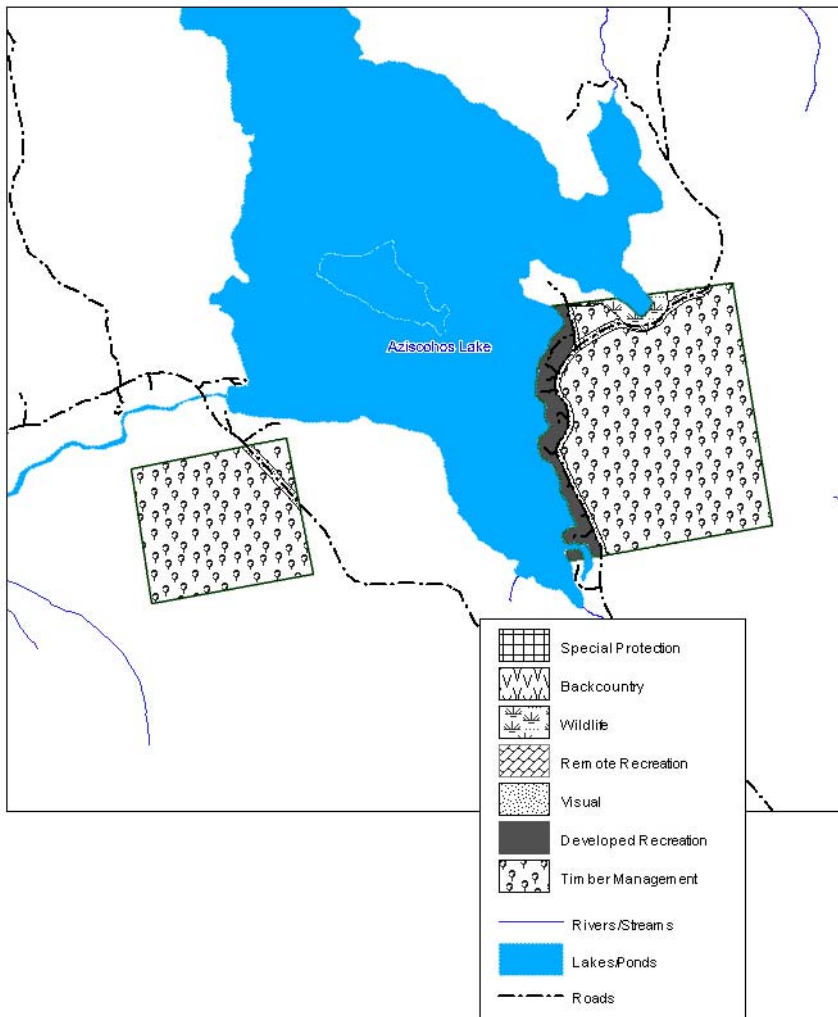 Aziscohos Lake
Special Protection
Backcountry
Wildlife
Remote Recreation
Visual
Developed Recreation
Timber Management
Rivers/Streams
Lakes/Ponds
Roads